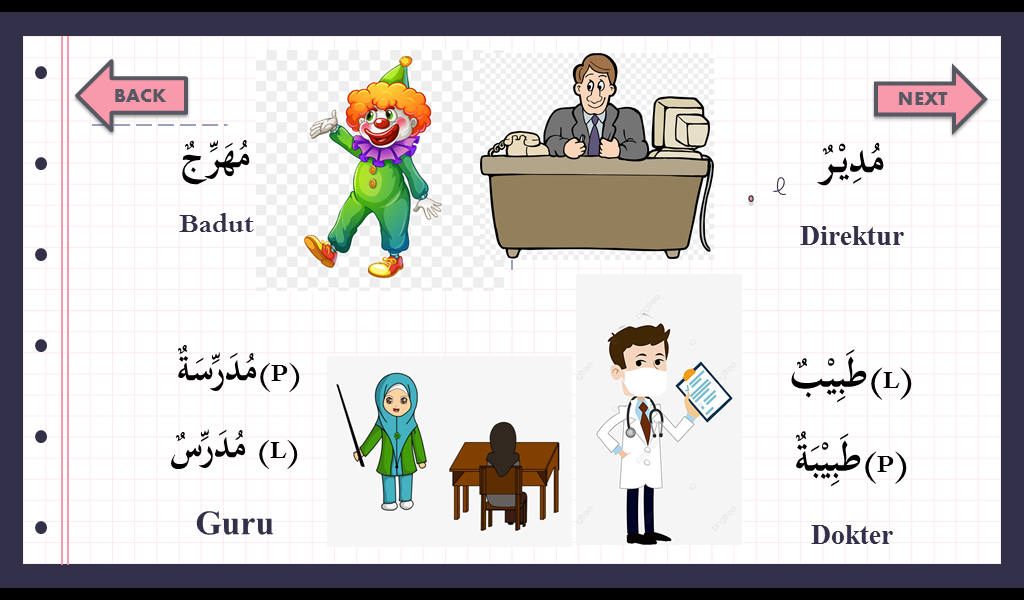 BACK
NEXT
مُهَرِّجٌ
Badut
مُدِيْرٌ
Direktur
مُدَرِّسَةٌ (P)
مُدَرِّسٌ (L)
Guru
طَبِيْبٌ (L)
طَبِيْبَةٌ (P)
Dokter